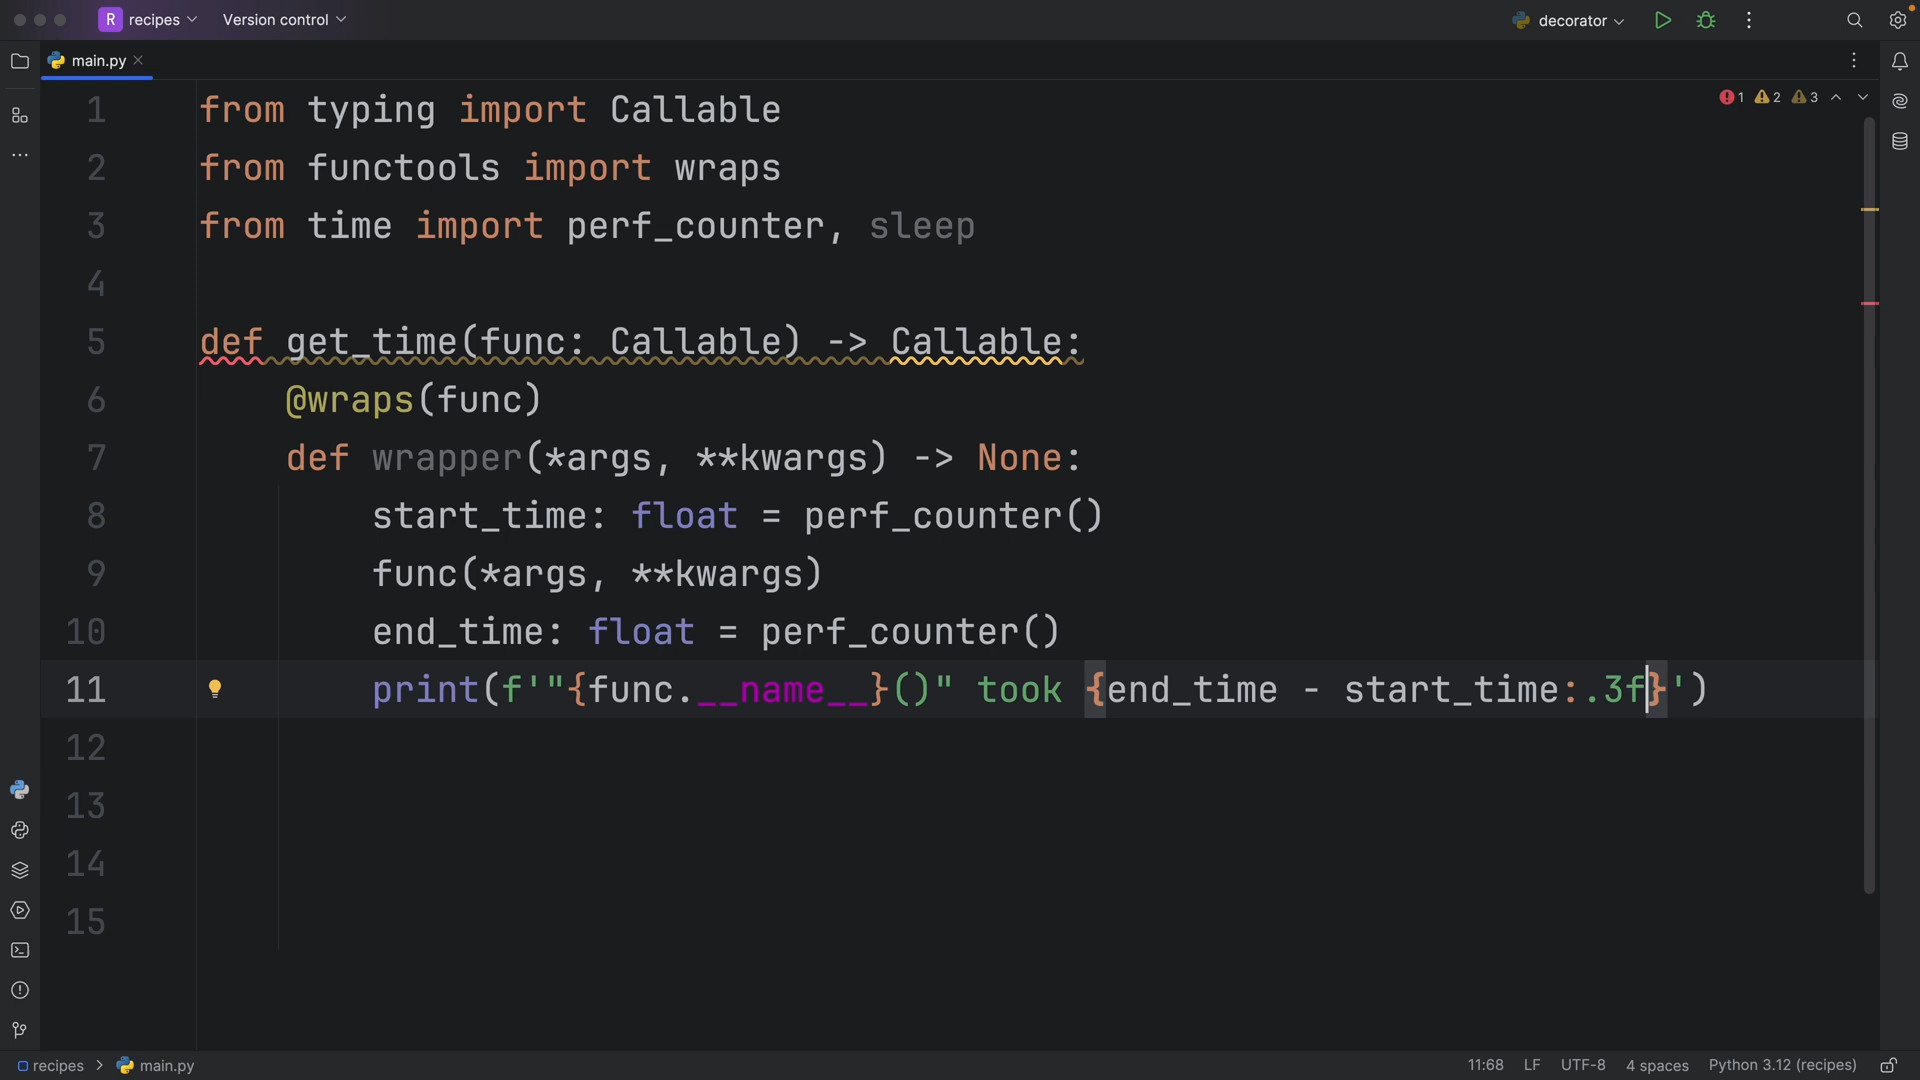 R recipes Version control decorator
main.py
1 2 3
1 from typing import Callable
2 from functools import wraps
3 from time import perf_counter, sleep
4
5 def get_time(func: Callable) -> Callable:
6     @wraps(func)
7     def wrapper(*args, **kwargs) -> None:
8         start_time: float = perf_counter()
9         func(*args, **kwargs)
10         end_time: float = perf_counter()
11         print(f'"{func.__name__}()" took {end_time - start_time:.3f}')
12
13
14
15
recipes > main.py 11:68 LF UTF-8 4 spaces Python 3.12 (recipes)